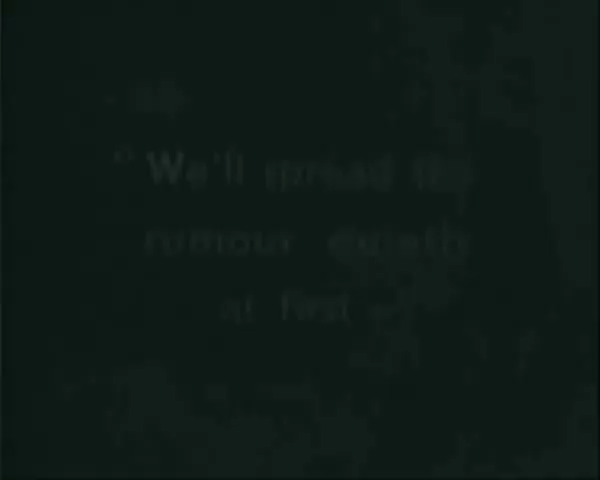 "We'll spread the
rumour quietly
at first –